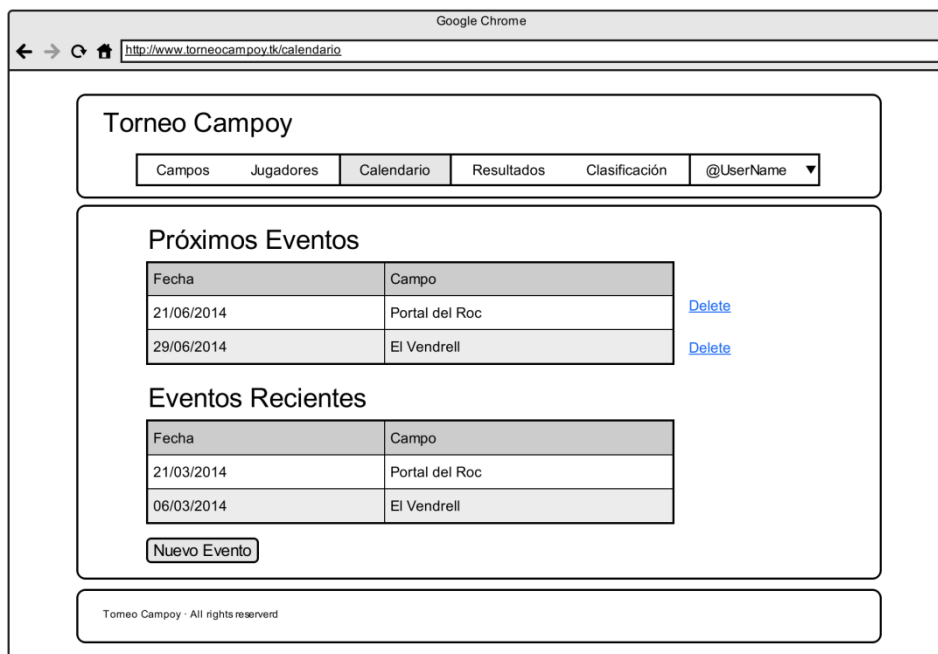 Google Chrome
http://www.torneocampoy.tk/calendario
Torneo Campoy
Campos Jugadores Calendario Resultados Clasificación @UserName
Próximos Eventos
Fecha Campo
21/06/2014 Portal del Roc Delete
29/06/2014 El Vendrell Delete
Eventos Recientes
Fecha Campo
21/03/2014 Portal del Roc
06/03/2014 El Vendrell
Nuevo Evento
Torneo Campoy · All rights reserverd